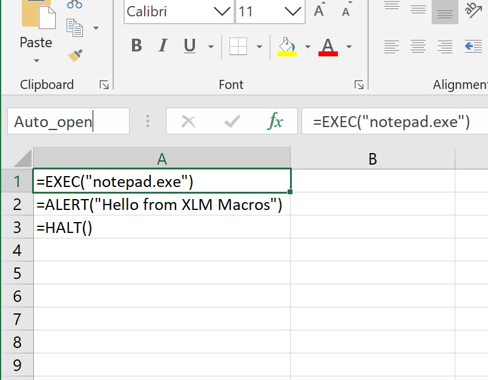 Calibri 11 A A
Paste
B I U A
Clipboard Font Alignment
Auto_open fx =EXEC("notepad.exe")
A B
1 =EXEC("notepad.exe")
2 =ALERT("Hello from XLM Macros")
3 =HALT()
4
5
6
7
8
9